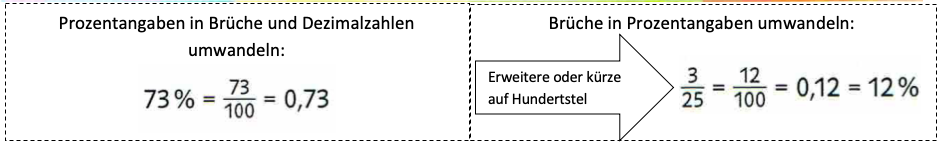 Prozentangaben in Brüche und Dezimalzahlen
umwandeln:
73 % = 73/100 = 0,73
Brüche in Prozentangaben umwandeln:
Erweitere oder kürze
auf Hundertstel
3/25 = 12/100 = 0,12 = 12 %